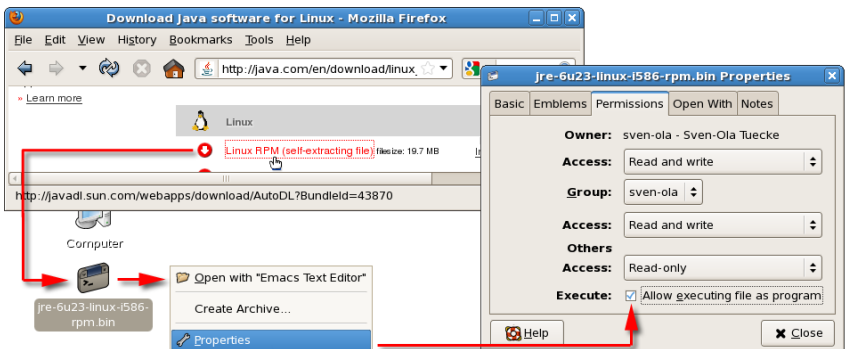 Download Java software for Linux - Mozilla Firefox
File Edit View History Bookmarks Tools Help
http://java.com/en/download/linux_
» Learn more
Linux
Linux RPM (self-extracting file) filesize: 19.7 MB
http://javadl.sun.com/webapps/download/AutoDL?BundleId=43870
Computer
jre-6u23-linux-i586-
rpm.bin
Open with "Emacs Text Editor"
Create Archive...
Properties
jre-6u23-linux-i586-rpm.bin Properties
Basic Emblems Permissions Open With Notes
Owner: sven-ola - Sven-Ola Tuecke
Access: Read and write
Group: sven-ola
Access: Read and write
Others
Access: Read-only
Execute: Allow executing file as program
Help Close